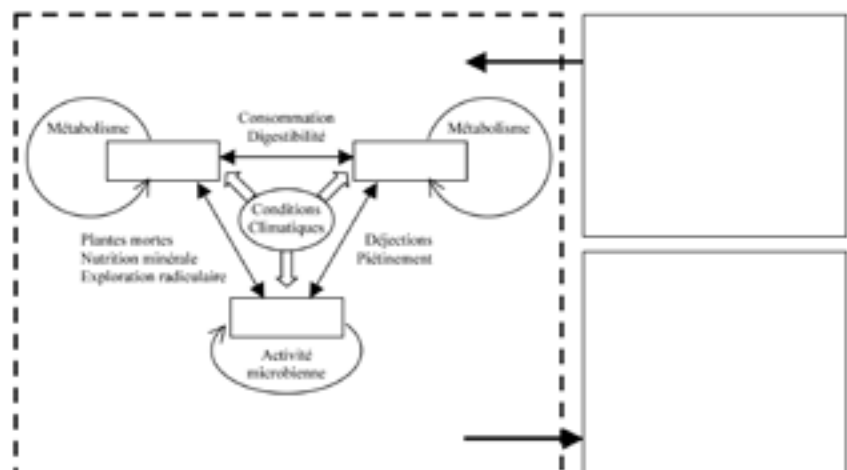 Consommation
Digestibilité
Métabolisme
Métabolisme
Conditions
Climatiques
Plantes mortes
Nutrition minérale
Exploration radiculaire
Déjections
Piétinement
Activité
microbienne